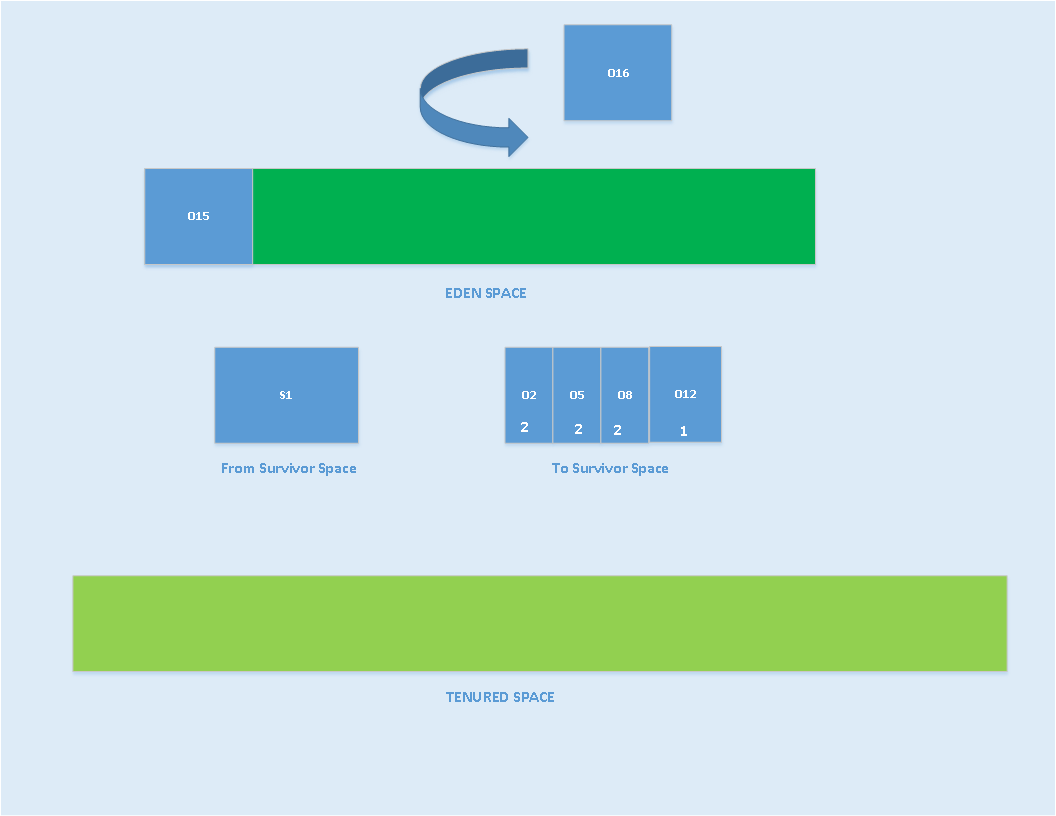 O16
O15
EDEN SPACE
S1
O2 O5 O8 O12
2 2 2 1
From Survivor Space
To Survivor Space
TENURED SPACE